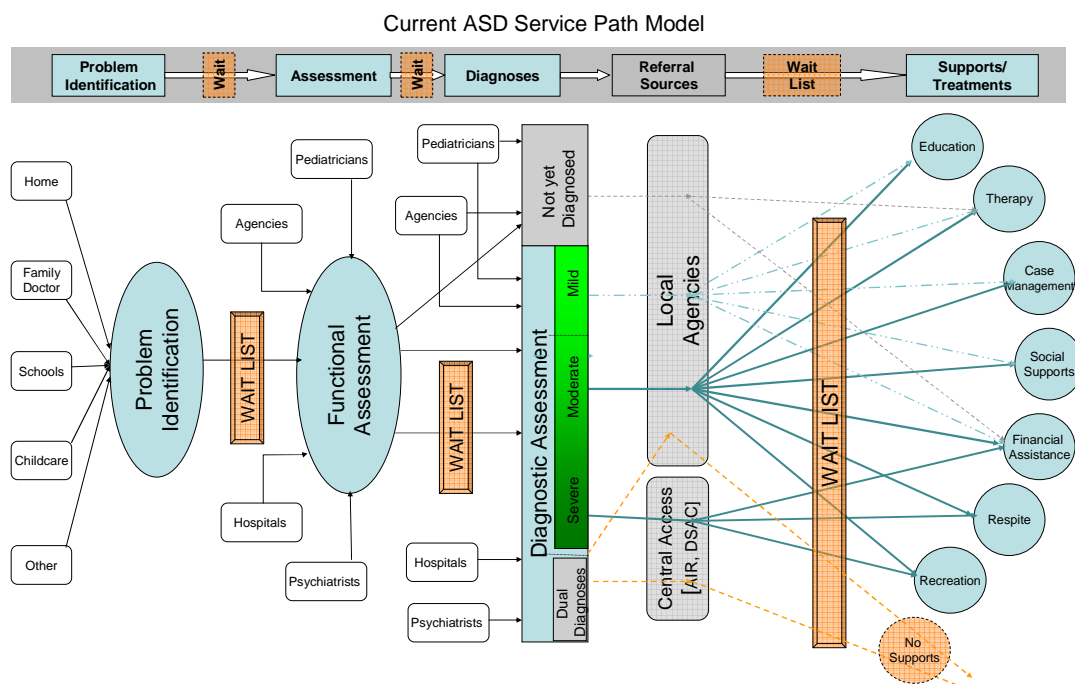 Current ASD Service Path Model
Problem
Identification
Wait
Assessment
Wait
Diagnoses
Referral
Sources
Wait
List
Supports/
Treatments
Home
Family
Doctor
Schools
Childcare
Other
Problem
Identification
WAIT LIST
Pediatricians
Agencies
Functional
Assessment
Hospitals
Psychiatrists
WAIT LIST
Pediatricians
Agencies
Hospitals
Psychiatrists
Not yet
Diagnosed
Diagnostic Assessment
Mild
Moderate
Severe
Dual
Diagnoses
Local
Agencies
Central Access
[AIR, DSAC]
WAIT LIST
Education
Therapy
Case
Management
Social
Supports
Financial
Assistance
Respite
Recreation
No
Supports